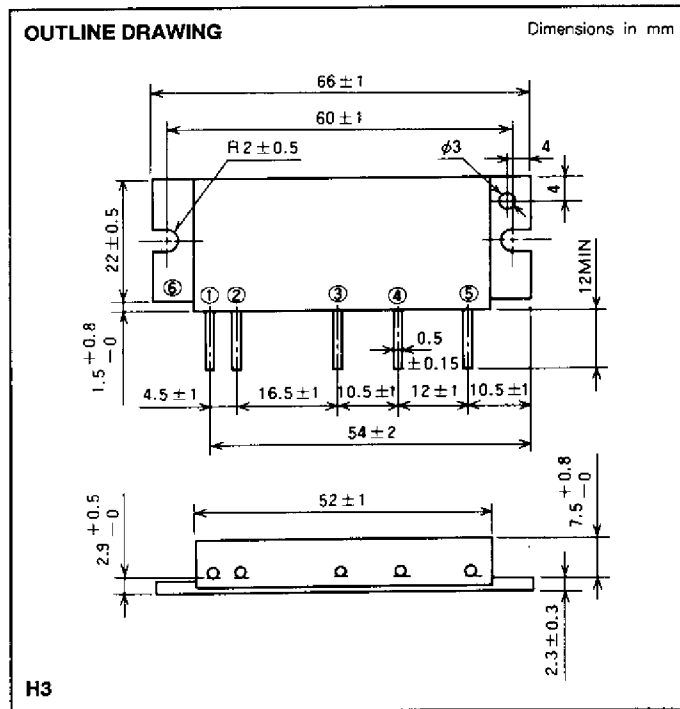 OUTLINE DRAWING
Dimensions in mm
66±1
60±1
R2±0.5
φ3
4
4
22±0.5
12MIN
⑥
① ② ③ ④ ⑤
0.5
±0.15
1.5 +0.8 −0
4.5±1 16.5±1 10.5±1 12±1 10.5±1
54±2
52±1
2.9 +0.5 −0
7.5 +0.8 −0
2.3±0.3
H3